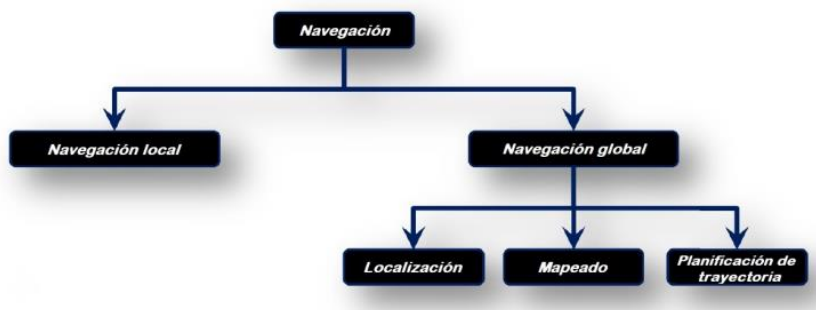 Navegación
Navegación local
Navegación global
Localización
Mapeado
Planificación de
trayectoria